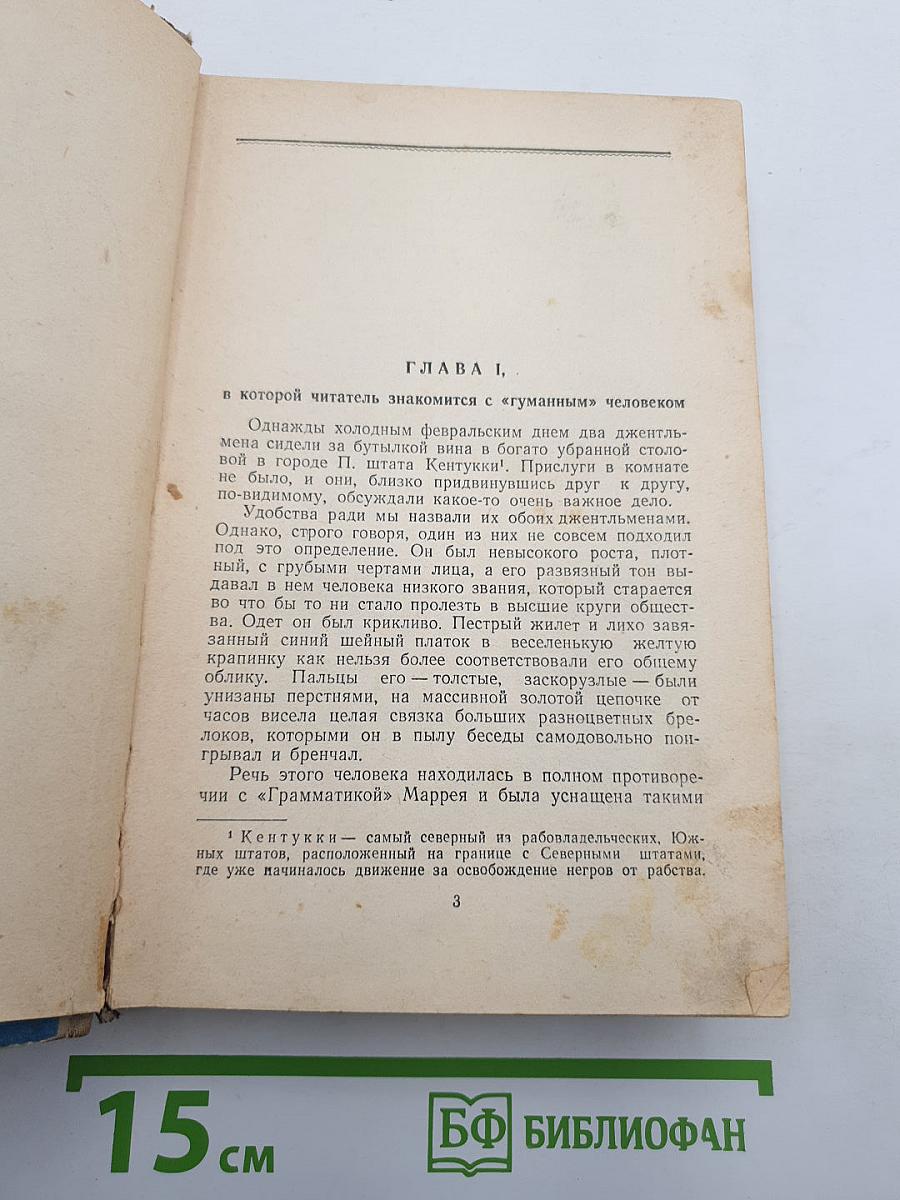 ГЛАВА I,
в которой читатель знакомится с «гуманным» человеком
Однажды холодным февральским днем два джентль-
мена сидели за бутылкой вина в богато убранной столо-
вой в городе П. штата Кентукки¹. Прислуги в комнате
не было, и они, близко придвинувшись друг к другу,
по-видимому, обсуждали какое-то очень важное дело.
Удобства ради мы назвали их обоих джентльменами.
Однако, строго говоря, один из них не совсем подходил
под это определение. Он был невысокого роста, плот-
ный, с грубыми чертами лица, а его развязный тон вы-
давал в нем человека низкого звания, который старается
во что бы то ни стало пролезть в высшие круги общест-
ва. Одет он был крикливо. Пестрый жилет и лихо завя-
занный синий шейный платок в веселенькую желтую
крапинку как нельзя более соответствовали его общему
облику. Пальцы его — толстые, заскорузлые — были
унизаны перстнями, на массивной золотой цепочке от
часов висела целая связка больших разноцветных бре-
локов, которыми он в пылу беседы самодовольно пои-
грывал и бренчал.
Речь этого человека находилась в полном противоре-
чии с «Грамматикой» Маррея и была уснащена такими
¹ Кентукки — самый северный из рабовладельческих, Юж-
ных штатов, расположенный на границе с Северными штатами,
где уже начиналось движение за освобождение негров от рабства.
3
15 см
БФ БИБЛИОФАН